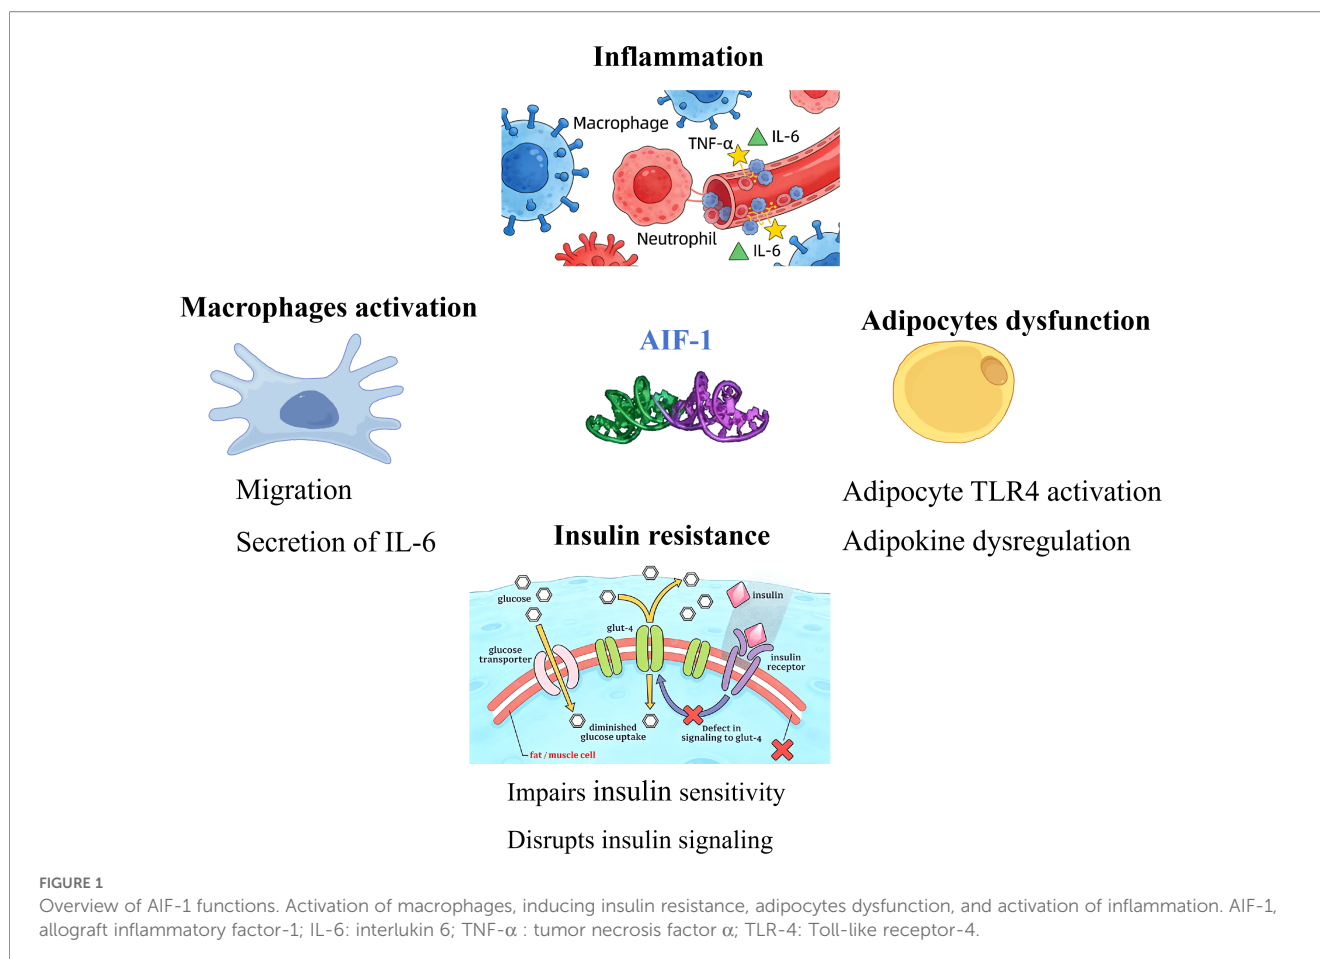 Inflammation
Macrophage
TNF-α
IL-6
Neutrophil
IL-6
Macrophages activation
Migration
Secretion of IL-6
AIF-1
Adipocytes dysfunction
Adipocyte TLR4 activation
Adipokine dysregulation
Insulin resistance
glucose
glut-4
insulin
glucose
transporter
insulin
receptor
diminished
glucose uptake
Defect in
signaling to glut-4
fat / muscle cell
Impairs insulin sensitivity
Disrupts insulin signaling
FIGURE 1
Overview of AIF-1 functions. Activation of macrophages, inducing insulin resistance, adipocytes dysfunction, and activation of inflammation. AIF-1,
allograft inflammatory factor-1; IL-6: interlukin 6; TNF-α : tumor necrosis factor α; TLR-4: Toll-like receptor-4.